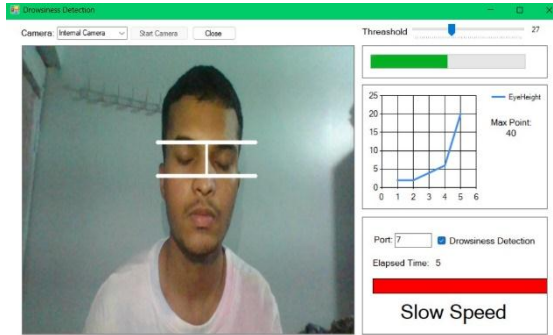 Drowsiness Detection
Camera: Internal Camera Start Camera Close
Threashold 27
25
20
15
10
5
0
0 1 2 3 4 5 6
EyeHeight
Max Point:
40
Port: 7 Drowsiness Detection
Elapsed Time: 5
Slow Speed